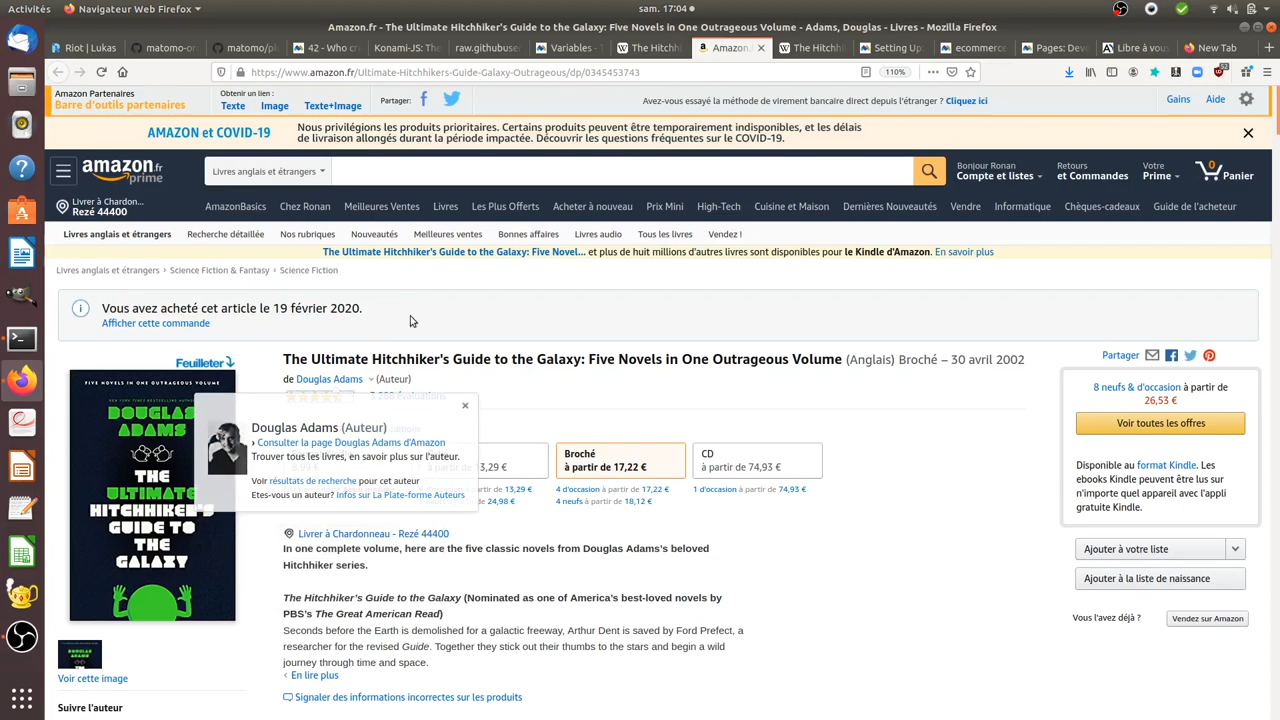 Activités
Navigateur Web Firefox
sam. 17:04
Amazon.fr - The Ultimate Hitchhiker's Guide to the Galaxy: Five Novels in One Outrageous Volume - Adams, Douglas - Livres - Mozilla Firefox
Riot | Lukas
matomo-or
matomo/pl
42 - Who cr
Konami-JS: The
raw.githubuser
Variables -
The Hitchhi
Amazon.
The Hitchhi
Setting Up
ecommerce
Pages: Deve
Libre à vous
New Tab
https://www.amazon.fr/Ultimate-Hitchhikers-Guide-Galaxy-Outrageous/dp/0345453743
110%
Amazon Partenaires
Barre d'outils partenaires
Obtenir un lien :
Texte
Image
Texte+Image
Partager:
Avez-vous essayé la méthode de virement bancaire direct depuis l'étranger ? Cliquez ici
Gains
Aide
AMAZON et COVID-19
Nous privilégions les produits prioritaires. Certains produits peuvent être temporairement indisponibles, et les délais
de livraison allongés durant la période impactée. Découvrir les questions fréquentes sur le COVID-19.
amazon.fr
prime
Livres anglais et étrangers
Bonjour Ronan
Compte et listes
Retours
et Commandes
Votre
Prime
0
Panier
Livrer à Chardon...
Rezé 44400
AmazonBasics
Chez Ronan
Meilleures Ventes
Livres
Les Plus Offerts
Acheter à nouveau
Prix Mini
High-Tech
Cuisine et Maison
Dernières Nouveautés
Vendre
Informatique
Chèques-cadeaux
Guide de l'acheteur
Livres anglais et étrangers
Recherche détaillée
Nos rubriques
Nouveautés
Meilleures ventes
Bonnes affaires
Livres audio
Tous les livres
Vendez !
The Ultimate Hitchhiker's Guide to the Galaxy: Five Novel... et plus de huit millions d'autres livres sont disponibles pour le Kindle d'Amazon. En savoir plus
Livres anglais et étrangers › Science Fiction & Fantasy › Science Fiction
Vous avez acheté cet article le 19 février 2020.
Afficher cette commande
Feuilleter
FIVE NOVELS IN ONE OUTRAGEOUS VOLUME
DOUGLAS
ADAMS
THE
ULTIMATE
HITCHHIKER'S
GUIDE TO
THE
GALAXY
Voir cette image
Suivre l'auteur
The Ultimate Hitchhiker's Guide to the Galaxy: Five Novels in One Outrageous Volume (Anglais) Broché – 30 avril 2002
de Douglas Adams (Auteur)
Douglas Adams (Auteur)
› Consulter la page Douglas Adams d'Amazon
Trouver tous les livres, en savoir plus sur l'auteur.
Voir résultats de recherche pour cet auteur
Etes-vous un auteur? Infos sur La Plate-forme Auteurs
8,99 €
13,29 €
Broché
à partir de 17,22 €
CD
à partir de 74,93 €
partir de 13,29 €
de 24,98 €
4 d'occasion à partir de 17,22 €
4 neufs à partir de 18,12 €
1 d'occasion à partir de 74,93 €
Livrer à Chardonneau - Rezé 44400
In one complete volume, here are the five classic novels from Douglas Adams's beloved
Hitchhiker series.
The Hitchhiker's Guide to the Galaxy (Nominated as one of America's best-loved novels by
PBS's The Great American Read)
Seconds before the Earth is demolished for a galactic freeway, Arthur Dent is saved by Ford Prefect, a
researcher for the revised Guide. Together they stick out their thumbs to the stars and begin a wild
journey through time and space.
En lire plus
Signaler des informations incorrectes sur les produits
Partager
8 neufs & d'occasion à partir de
26,53 €
Voir toutes les offres
Disponible au format Kindle. Les
ebooks Kindle peuvent être lus sur
n'importe quel appareil avec l'appli
gratuite Kindle.
Ajouter à votre liste
Ajouter à la liste de naissance
Vous l'avez déjà ?
Vendez sur Amazon